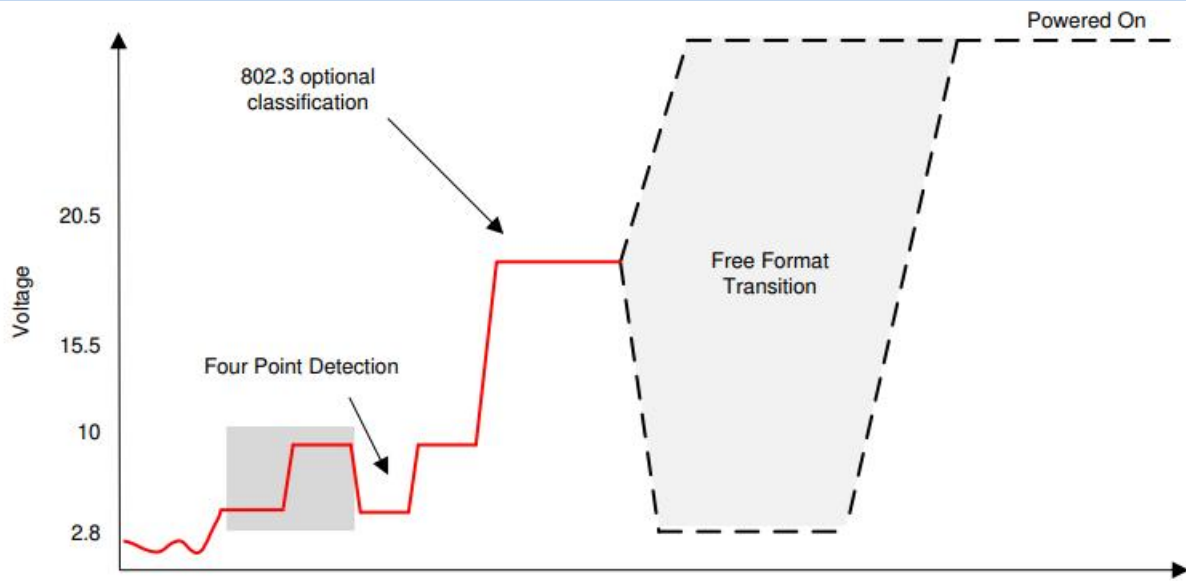 Powered On
802.3 optional
classification
20.5
Free Format
Transition
Voltage
15.5
Four Point Detection
10
2.8